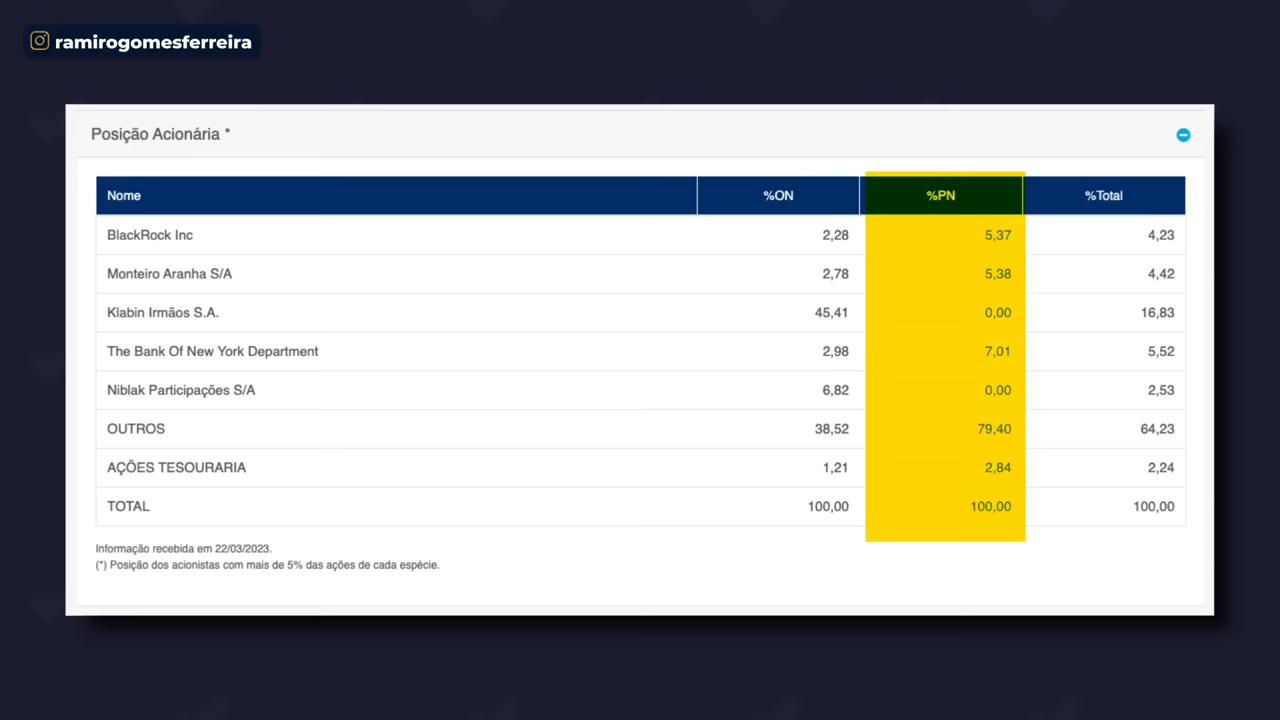 ramirogomesferreira
Posição Acionária *
Nome %ON %PN %Total
BlackRock Inc 2,28 5,37 4,23
Monteiro Aranha S/A 2,78 5,38 4,42
Klabin Irmãos S.A. 45,41 0,00 16,83
The Bank Of New York Department 2,98 7,01 5,52
Niblak Participações S/A 6,82 0,00 2,53
OUTROS 38,52 79,40 64,23
AÇÕES TESOURARIA 1,21 2,84 2,24
TOTAL 100,00 100,00 100,00
Informação recebida em 22/03/2023.
(*) Posição dos acionistas com mais de 5% das ações de cada espécie.